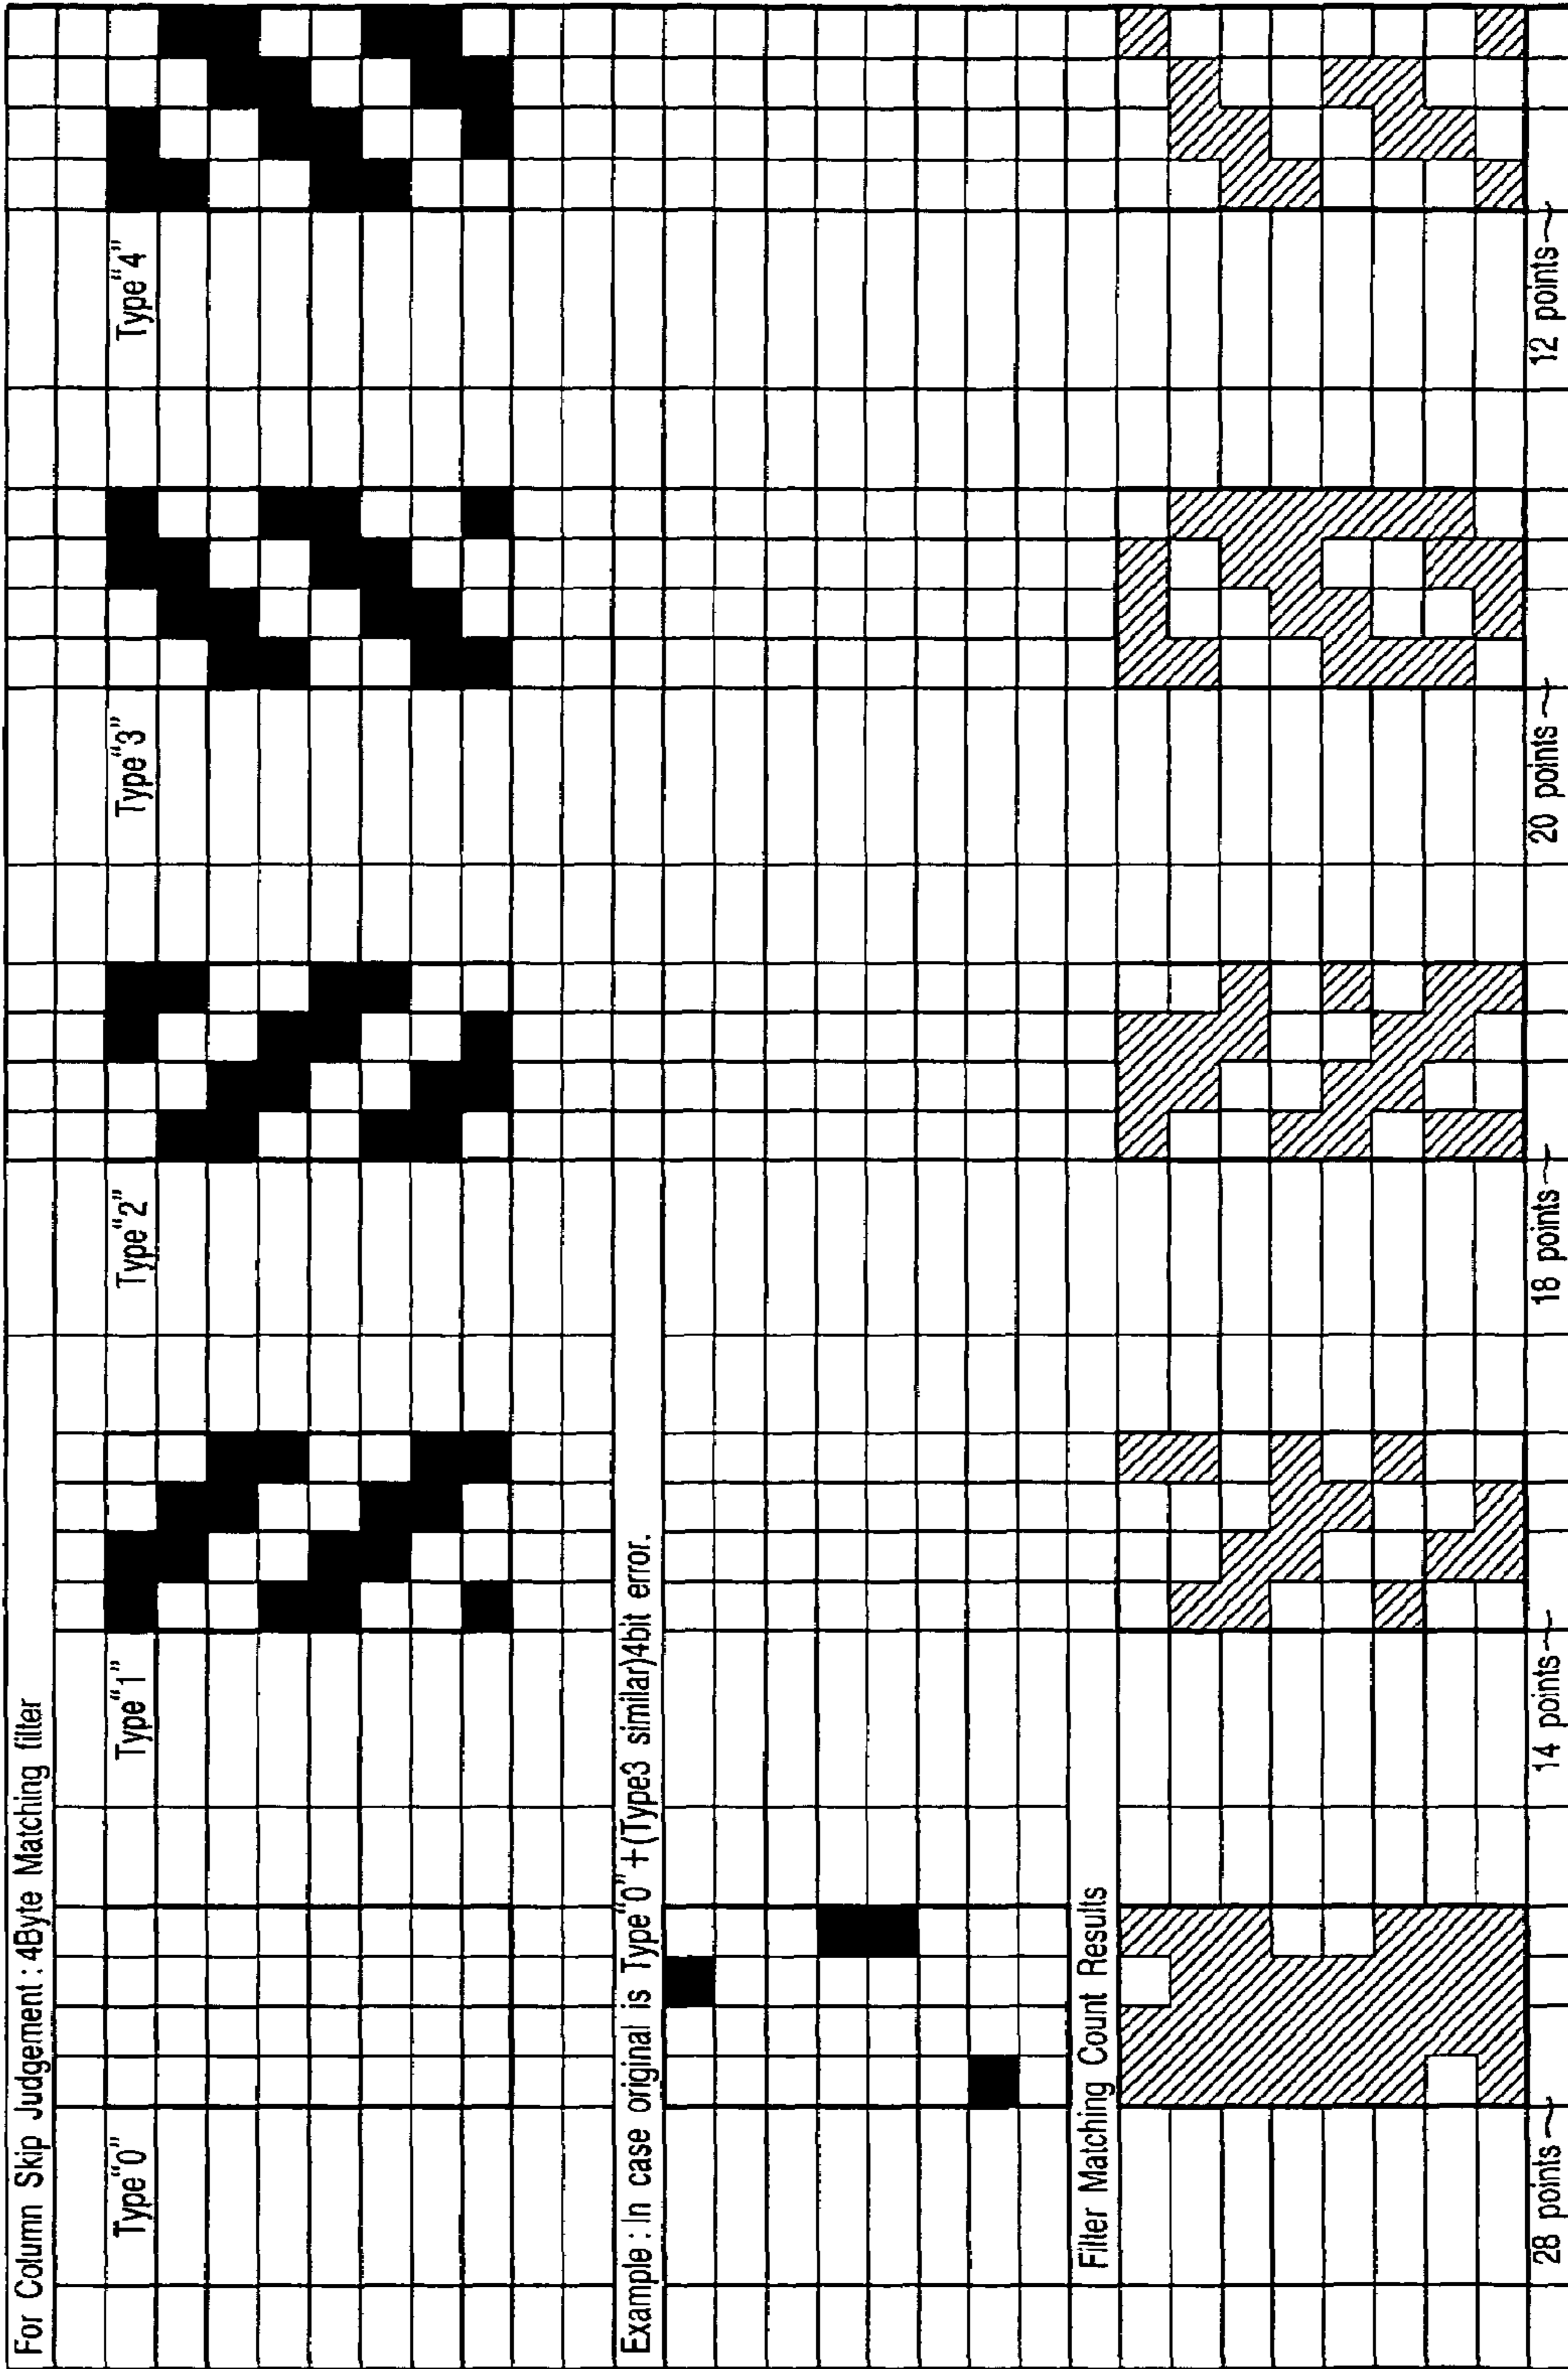 For Column Skip Judgement : 4Byte Matching filter
Type"0"
Type"1"
Type"2"
Type"3"
Type"4"
Example : In case original is Type"0"+(Type3 similar)4bit error.
Filter Matching Count Results
28 points
14 points
18 points
20 points
12 points